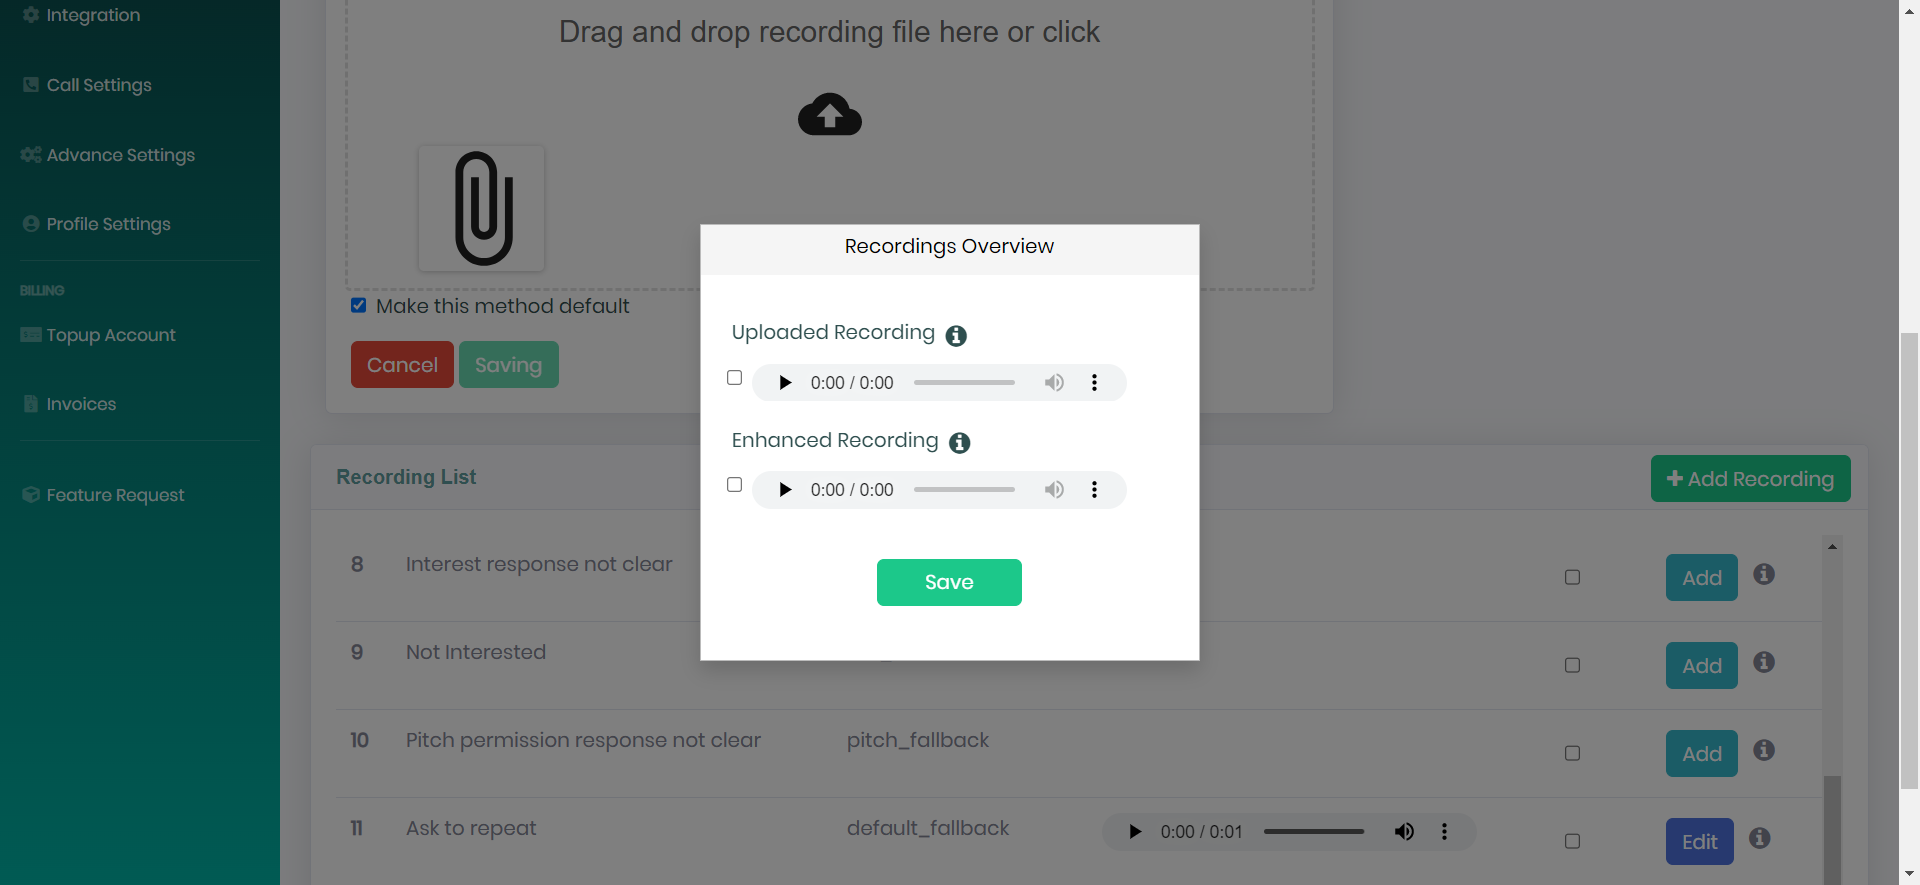 Integration
Call Settings
Advance Settings
Profile Settings
BILLING
Topup Account
Invoices
Feature Request
Drag and drop recording file here or click
Make this method default
Cancel
Saving
Recordings Overview
Uploaded Recording
0:00 / 0:00
Enhanced Recording
0:00 / 0:00
Save
Recording List
Add Recording
8 Interest response not clear Add
9 Not Interested Add
10 Pitch permission response not clear pitch_fallback Add
11 Ask to repeat default_fallback 0:00 / 0:01 Edit